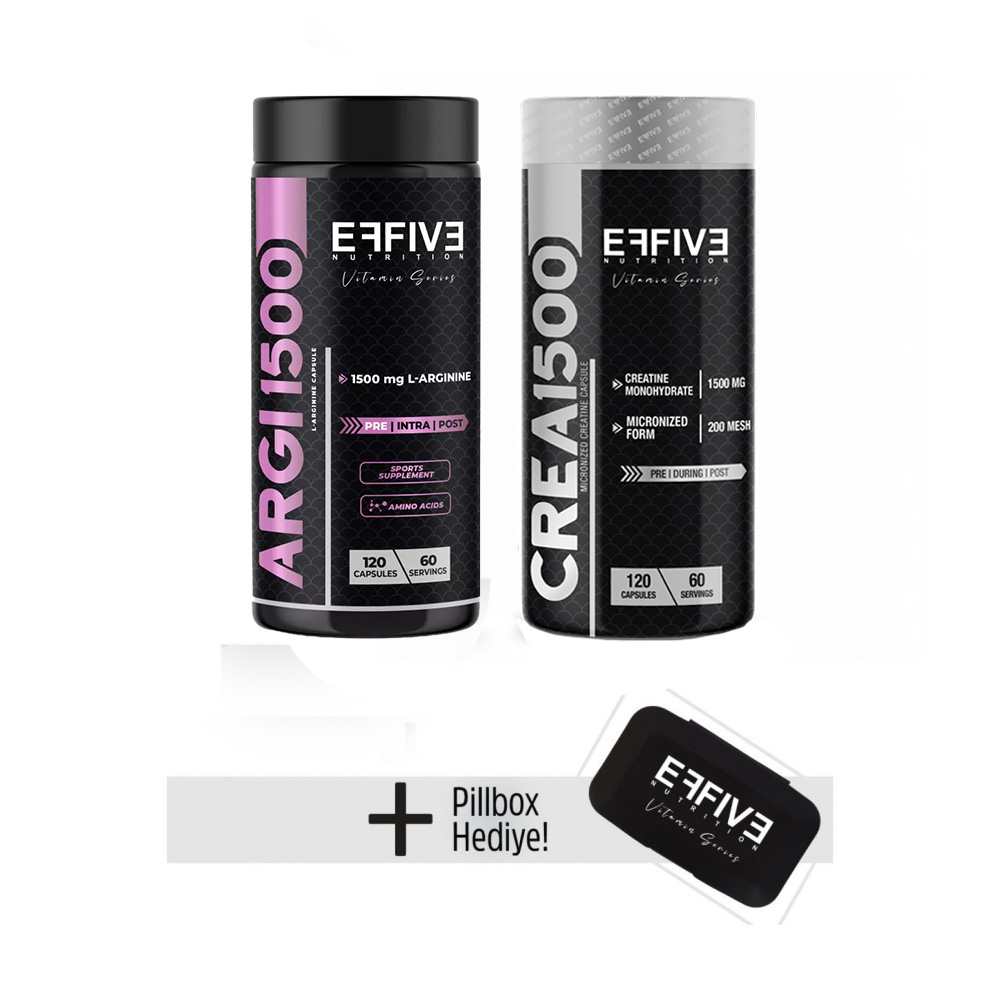 EFFIVE
NUTRITION
Vitamin Series
ARGI 1500
L-ARGININE CAPSULE
1500 mg L-ARGININE
PRE | INTRA | POST
SPORTS
SUPPLEMENT
AMINO ACIDS
120
CAPSULES
60
SERVINGS
EFFIVE
NUTRITION
Vitamin Series
CREA1500
MICRONIZED CREATINE CAPSULE
CREATINE
MONOHYDRATE
1500 MG
MICRONIZED
FORM
200 MESH
PRE | DURING | POST
120
CAPSULES
60
SERVINGS
+ Pillbox
Hediye!
EFFIVE
NUTRITION
Vitamin Series